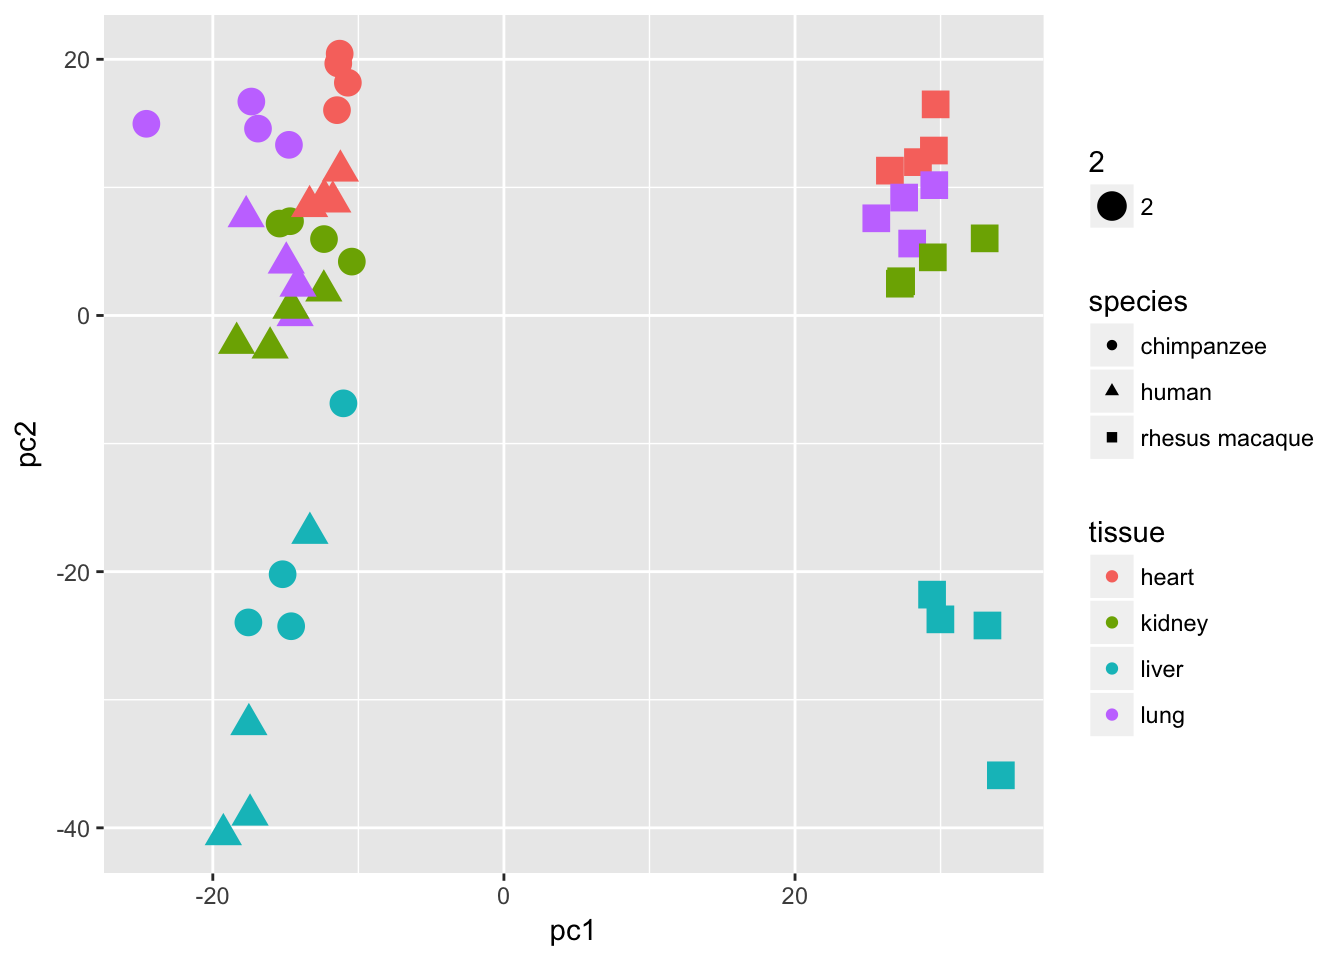 20
0
-20
-40
pc2
-20
0
20
pc1
2
2
species
chimpanzee
human
rhesus macaque
tissue
heart
kidney
liver
lung